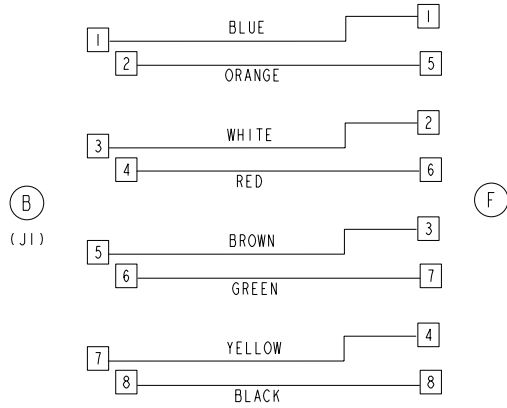 BLUE 1
1
2 5
ORANGE
WHITE 2
3
4 6
RED
B F
(J1)
BROWN 3
5
6 7
GREEN
YELLOW 4
7
8 8
BLACK